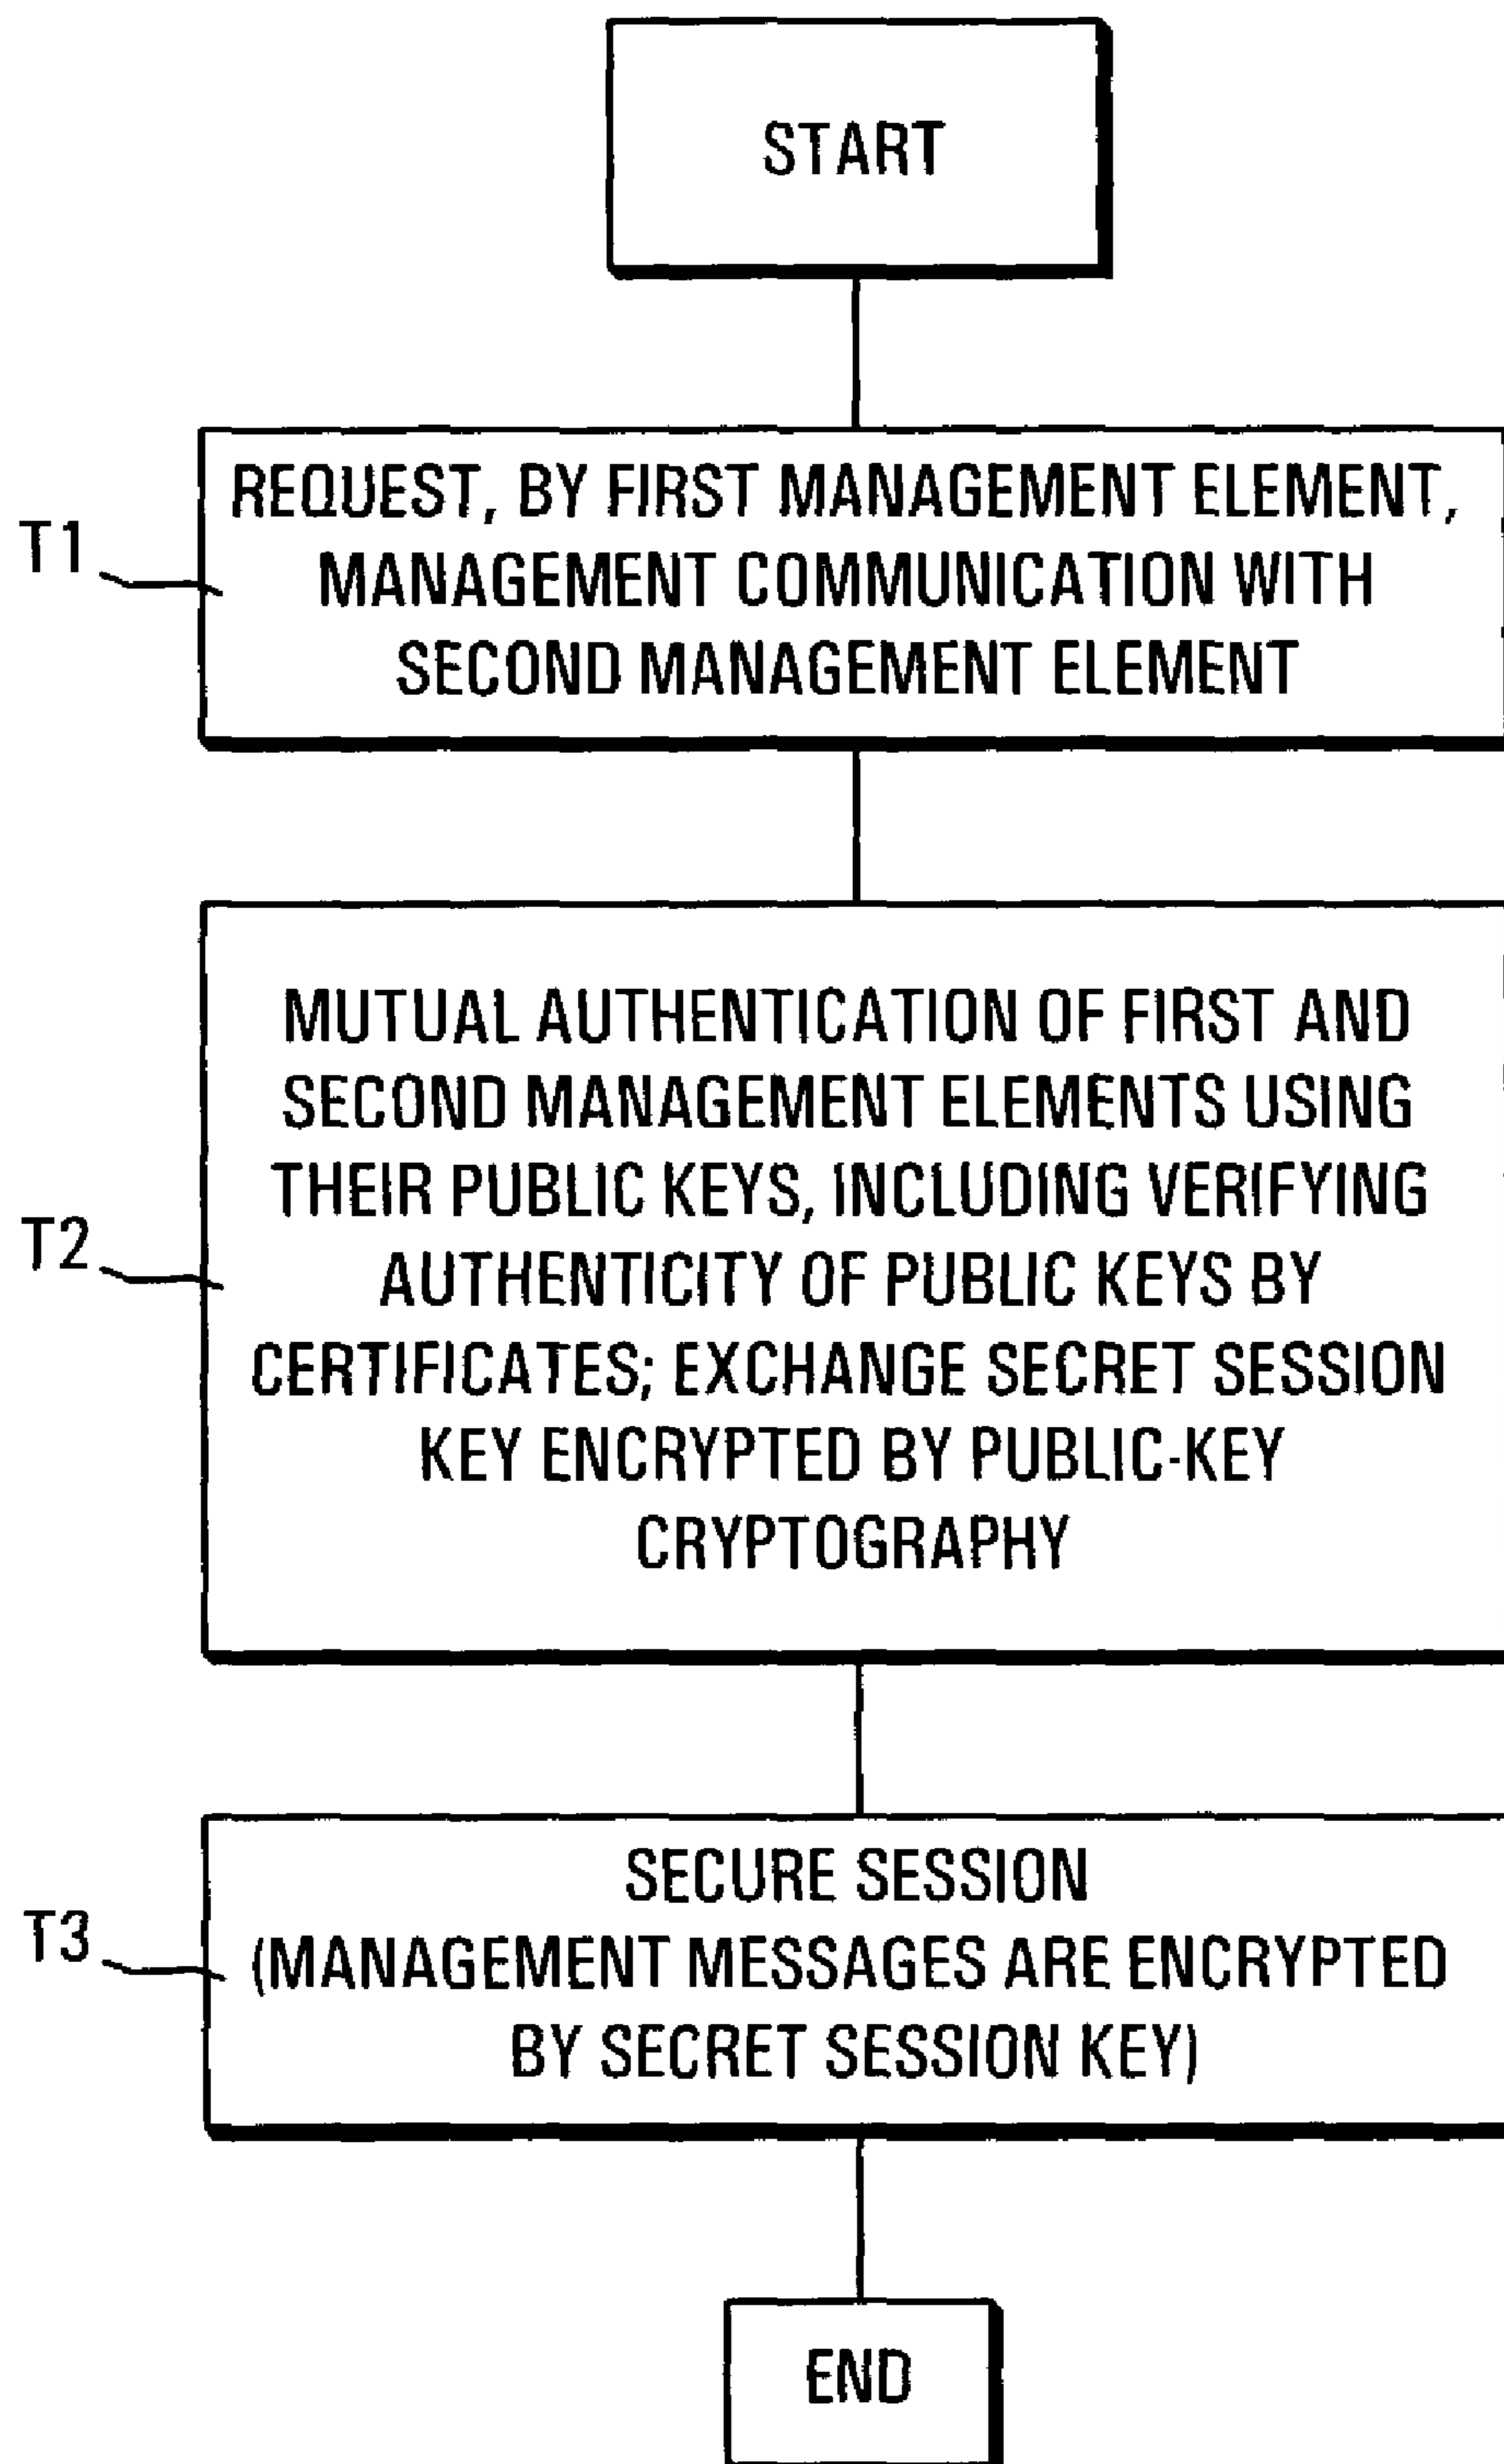 START
REQUEST, BY FIRST MANAGEMENT ELEMENT,
MANAGEMENT COMMUNICATION WITH
SECOND MANAGEMENT ELEMENT
T1
MUTUAL AUTHENTICATION OF FIRST AND
SECOND MANAGEMENT ELEMENTS USING
THEIR PUBLIC KEYS, INCLUDING VERIFYING
AUTHENTICITY OF PUBLIC KEYS BY
CERTIFICATES; EXCHANGE SECRET SESSION
KEY ENCRYPTED BY PUBLIC-KEY
CRYPTOGRAPHY
T2
SECURE SESSION
(MANAGEMENT MESSAGES ARE ENCRYPTED
BY SECRET SESSION KEY)
T3
END